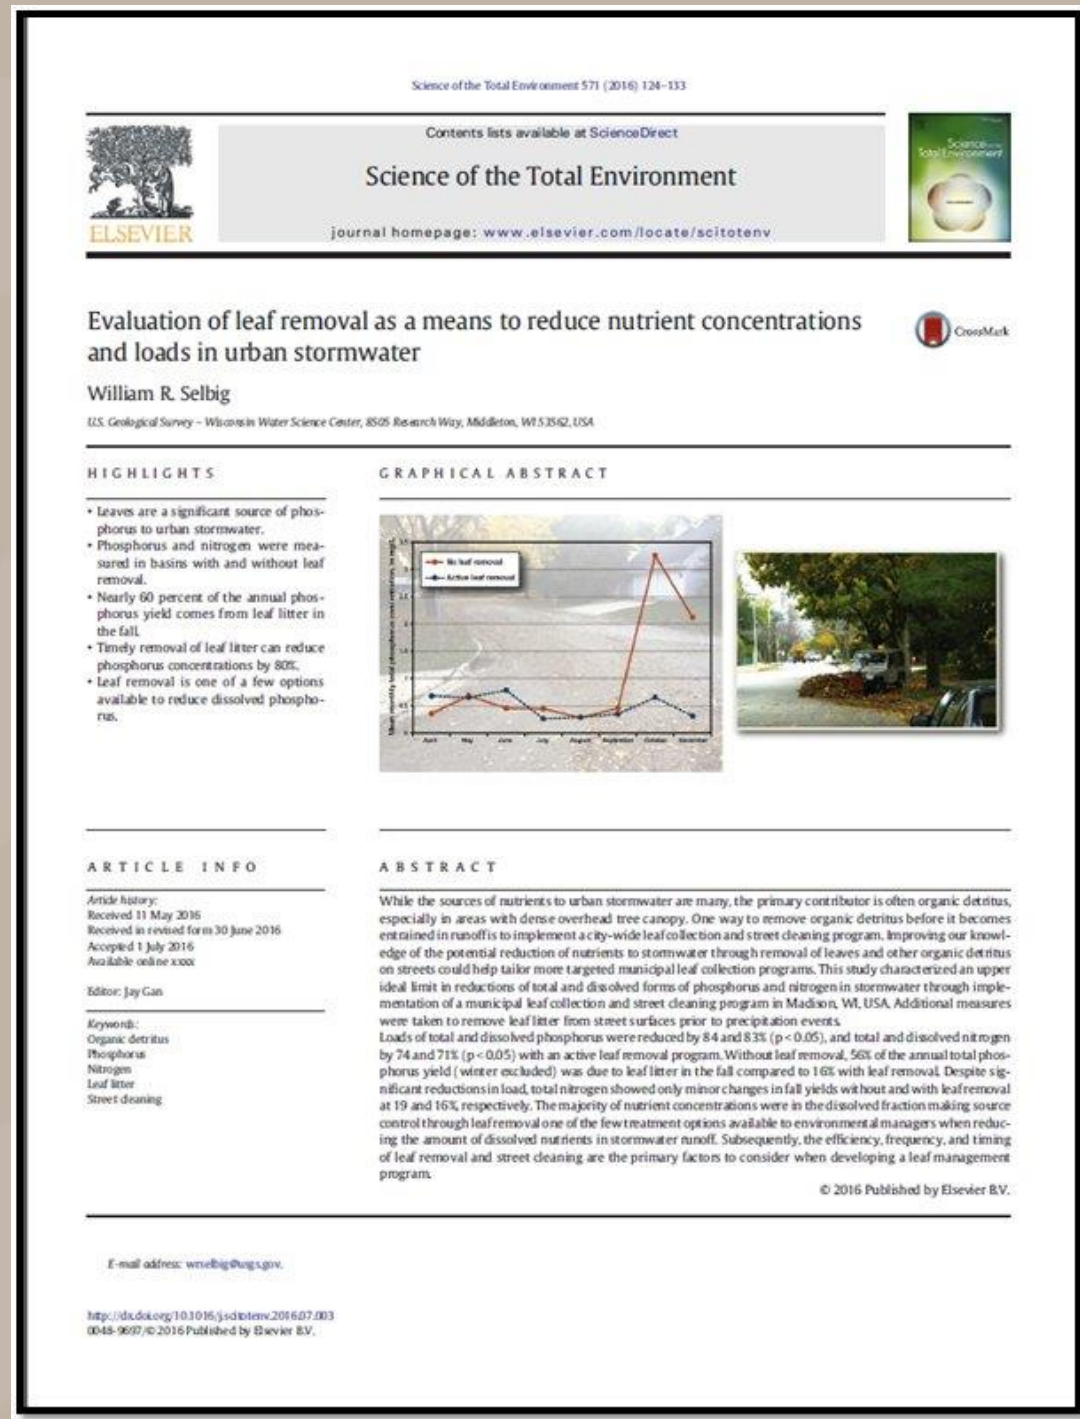 Science of the Total Environment 571 (2016) 124–133
Contents lists available at ScienceDirect
Science of the Total Environment
journal homepage: www.elsevier.com/locate/scitotenv
ELSEVIER
Science of the
Total Environment
Evaluation of leaf removal as a means to reduce nutrient concentrations
and loads in urban stormwater
CrossMark
William R. Selbig
U.S. Geological Survey – Wisconsin Water Science Center, 8505 Research Way, Middleton, WI 53562, USA
HIGHLIGHTS
• Leaves are a significant source of phos-
phorus to urban stormwater.
• Phosphorus and nitrogen were mea-
sured in basins with and without leaf
removal.
• Nearly 60 percent of the annual phos-
phorus yield comes from leaf litter in
the fall.
• Timely removal of leaf litter can reduce
phosphorus concentrations by 80%.
• Leaf removal is one of a few options
available to reduce dissolved phospho-
rus.
GRAPHICAL ABSTRACT
No leaf removal
Active leaf removal
April May June July August September October November
ARTICLE INFO
Article history:
Received 11 May 2016
Received in revised form 30 June 2016
Accepted 1 July 2016
Available online xxxx
Editor: Jay Gan
Keywords:
Organic detritus
Phosphorus
Nitrogen
Leaf litter
Street cleaning
ABSTRACT
While the sources of nutrients to urban stormwater are many, the primary contributor is often organic detritus,
especially in areas with dense overhead tree canopy. One way to remove organic detritus before it becomes
entrained in runoff is to implement a city-wide leaf collection and street cleaning program. Improving our knowl-
edge of the potential reduction of nutrients to stormwater through removal of leaves and other organic detritus
on streets could help tailor more targeted municipal leaf collection programs. This study characterized an upper
ideal limit in reductions of total and dissolved forms of phosphorus and nitrogen in stormwater through imple-
mentation of a municipal leaf collection and street cleaning program in Madison, WI, USA. Additional measures
were taken to remove leaf litter from street surfaces prior to precipitation events.
Loads of total and dissolved phosphorus were reduced by 84 and 83% (p < 0.05), and total and dissolved nitrogen
by 74 and 71% (p < 0.05) with an active leaf removal program. Without leaf removal, 56% of the annual total phos-
phorus yield (winter excluded) was due to leaf litter in the fall compared to 16% with leaf removal. Despite sig-
nificant reductions in load, total nitrogen showed only minor changes in fall yields without and with leaf removal
at 19 and 16%, respectively. The majority of nutrient concentrations were in the dissolved fraction making source
control through leaf removal one of the few treatment options available to environmental managers when reduc-
ing the amount of dissolved nutrients in stormwater runoff. Subsequently, the efficiency, frequency, and timing
of leaf removal and street cleaning are the primary factors to consider when developing a leaf management
program.
© 2016 Published by Elsevier B.V.
E-mail address: wrselbig@usgs.gov.
http://dx.doi.org/10.1016/j.scitotenv.2016.07.003
0048-9697/© 2016 Published by Elsevier B.V.